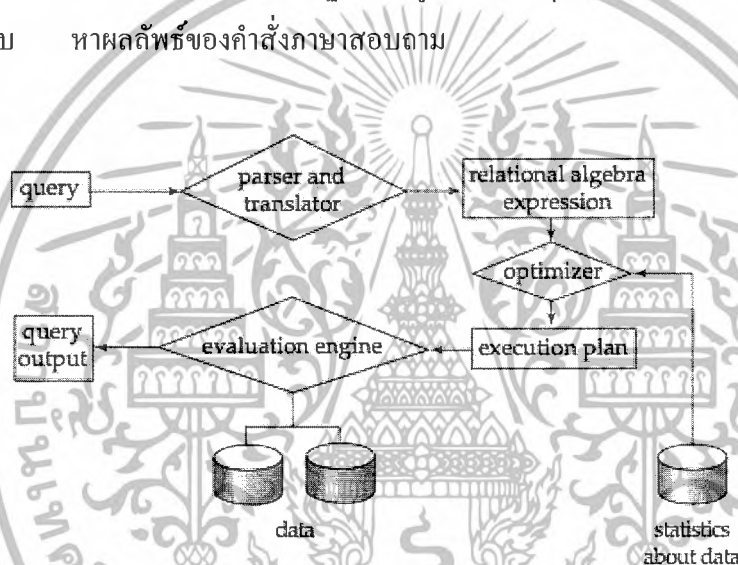 บ หาผลลัพธ์ของคำสั่งภาษาสอบถาม
query
parser and
translator
relational algebra
expression
optimizer
query
output
evaluation engine
execution plan
data
statistics
about data